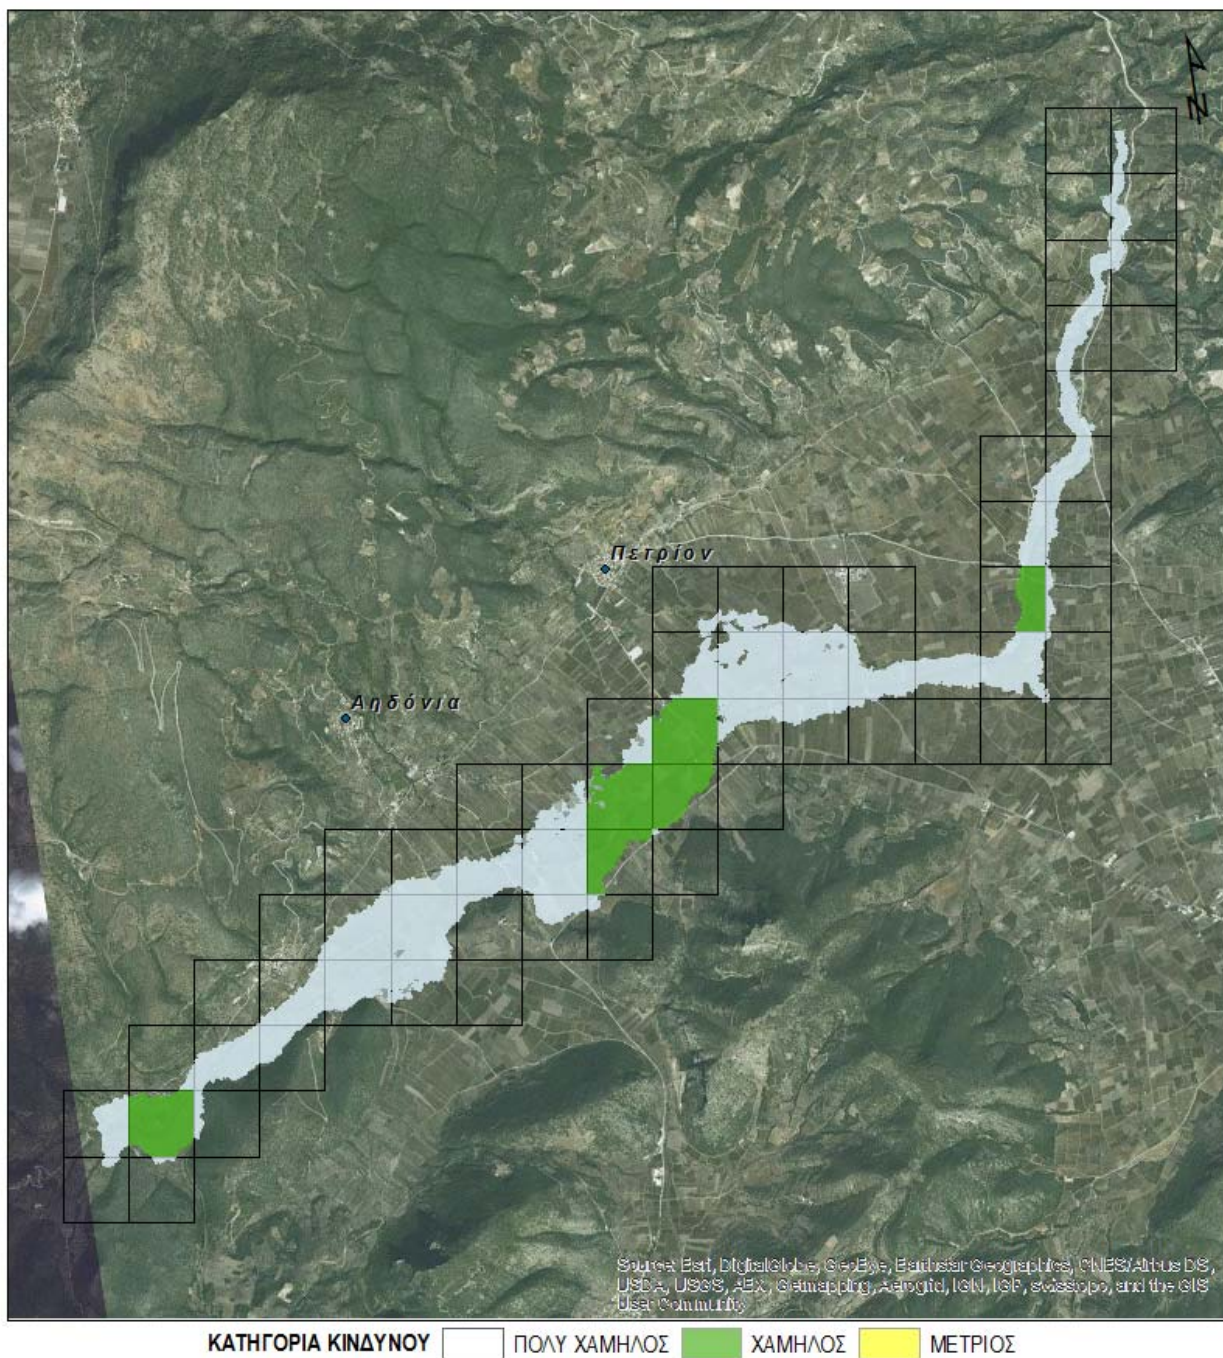 Πετρίον
Αηδόνια
Source: Esri, DigitalGlobe, GeoEye, Earthstar Geographics, CNES/Airbus DS,
USDA, USGS, AEX, Getmapping, Aerogrid, IGN, IGP, swisstopo, and the GIS
User Community
ΚΑΤΗΓΟΡΙΑ ΚΙΝΔΥΝΟΥ ΠΟΛΥ ΧΑΜΗΛΟΣ ΧΑΜΗΛΟΣ ΜΕΤΡΙΟΣ